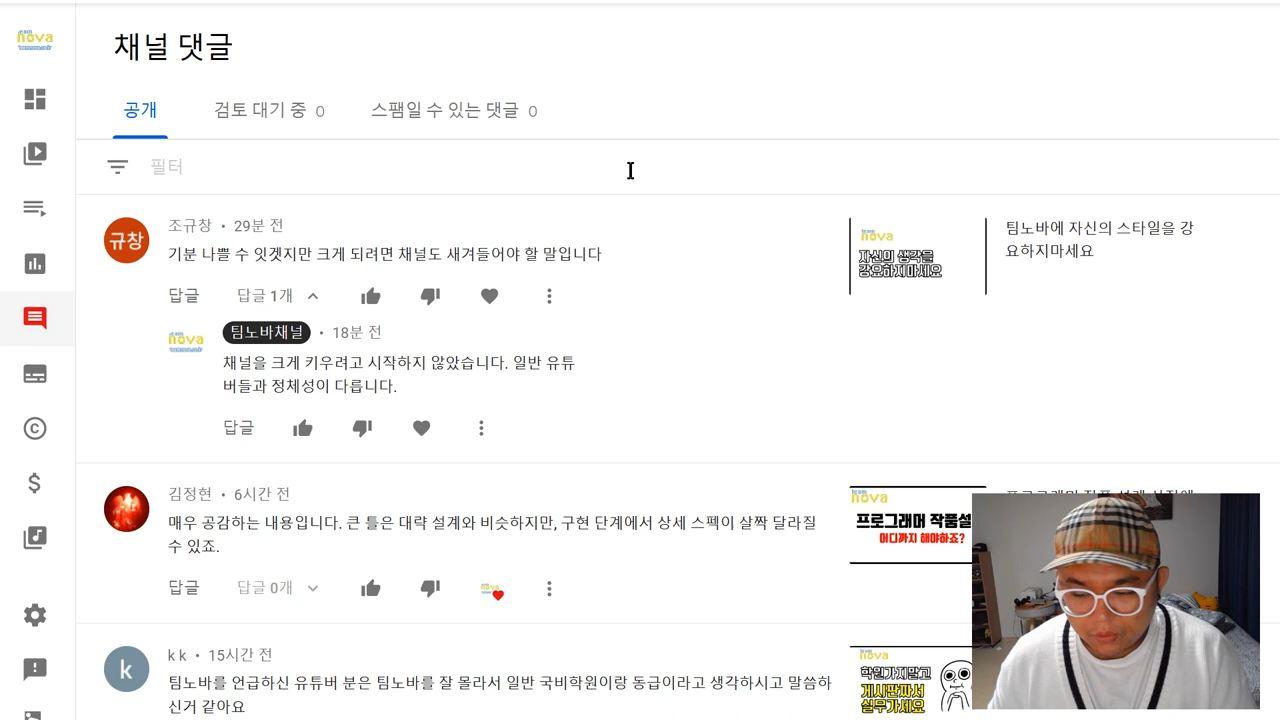 team
nova
채널 댓글
공개
검토 대기 중 0
스팸일 수 있는 댓글 0
필터
규창
조규창 • 29분 전
기분 나쁠 수 잇겟지만 크게 되려면 채널도 새겨들어야 할 말입니다
답글
답글 1개
nova
자신의 생각을
강요하지마세요
팀노바에 자신의 스타일을 강
요하지마세요
nova
팀노바채널 • 18분 전
채널을 크게 키우려고 시작하지 않았습니다. 일반 유튜
버들과 정체성이 다릅니다.
답글
김정현 • 6시간 전
매우 공감하는 내용입니다. 큰 틀은 대략 설계와 비슷하지만, 구현 단계에서 상세 스펙이 살짝 달라질
수 있죠.
답글
답글 0개
nova
프로그래머 작품설
어디까지 해야하죠?
k
k k • 15시간 전
팀노바를 언급하신 유튜버 분은 팀노바를 잘 몰라서 일반 국비학원이랑 동급이라고 생각하시고 말씀하
신거 같아요
nova
학원가지말고
게시판짜서
실무가세요